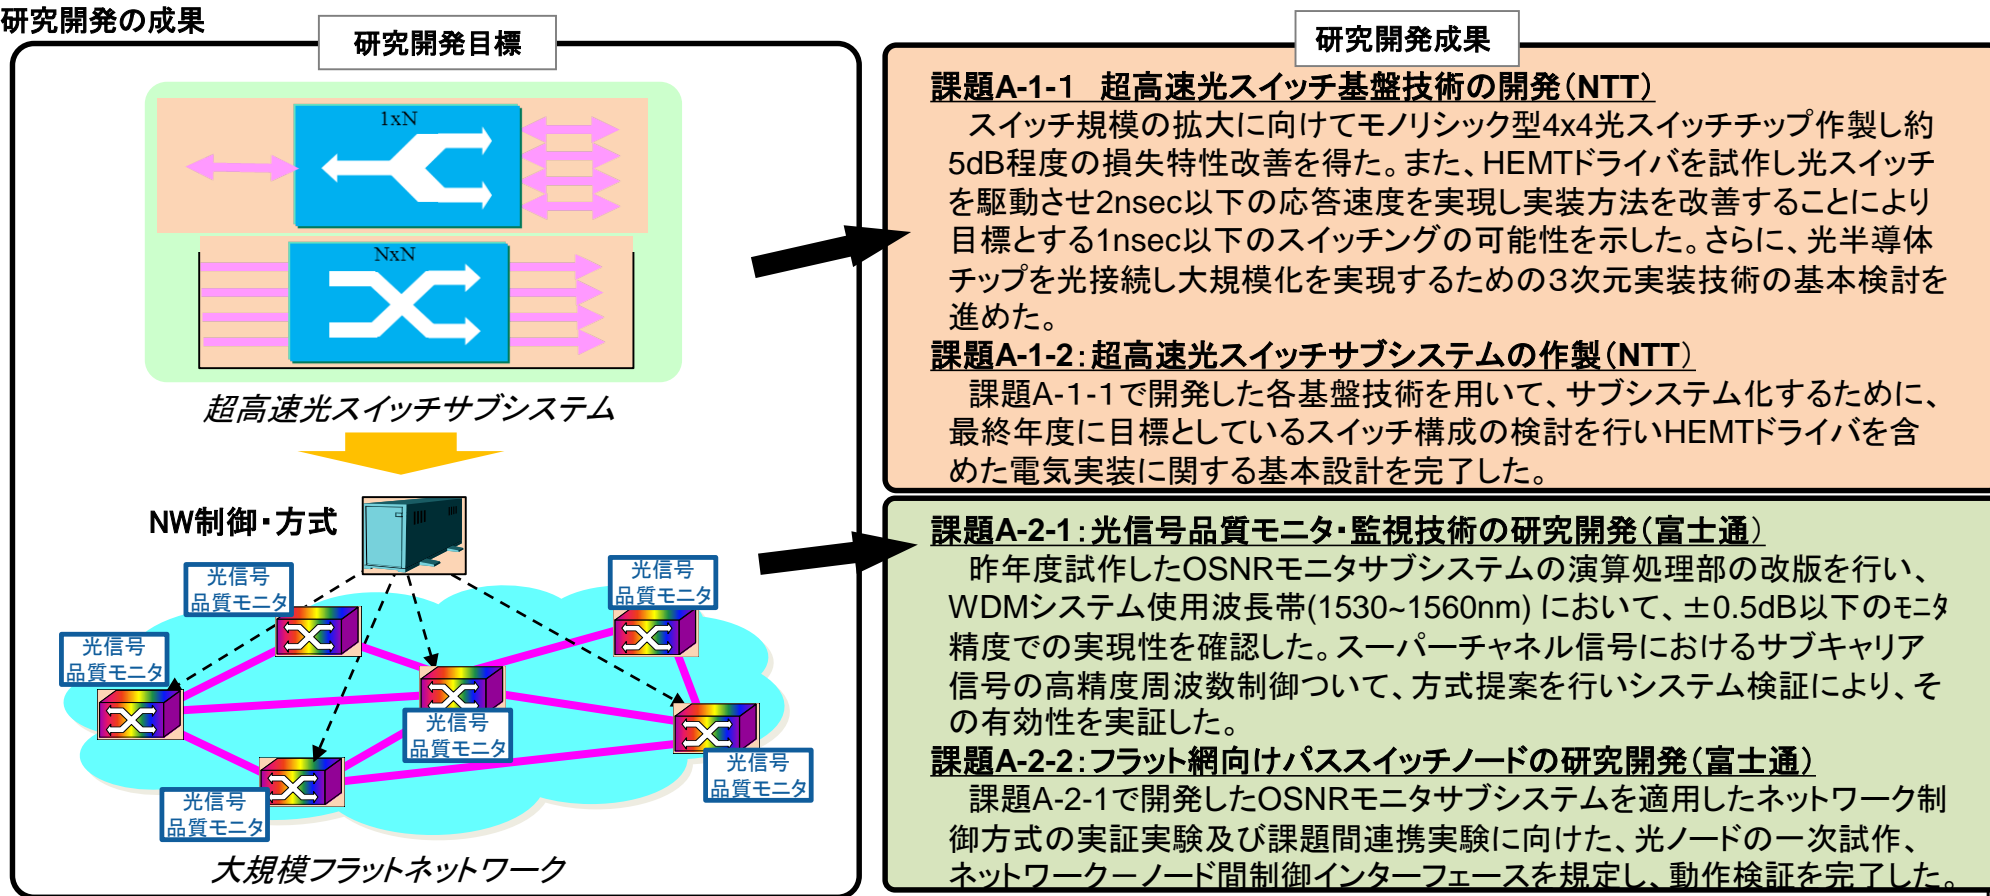 研究開発の成果
研究開発目標
1xN
NxN
超高速光スイッチサブシステム
NW制御・方式
光信号
品質モニタ
光信号
品質モニタ
光信号
品質モニタ
光信号
品質モニタ
光信号
品質モニタ
光信号
品質モニタ
大規模フラットネットワーク
研究開発成果
課題A-1-1 超高速光スイッチ基盤技術の開発(NTT)
スイッチ規模の拡大に向けてモノリシック型4x4光スイッチチップ作製し約
5dB程度の損失特性改善を得た。また、HEMTドライバを試作し光スイッチ
を駆動させ2nsec以下の応答速度を実現し実装方法を改善することにより
目標とする1nsec以下のスイッチングの可能性を示した。さらに、光半導体
チップを光接続し大規模化を実現するための3次元実装技術の基本検討を
進めた。
課題A-1-2:超高速光スイッチサブシステムの作製(NTT)
課題A-1-1で開発した各基盤技術を用いて、サブシステム化するために、
最終年度に目標としているスイッチ構成の検討を行いHEMTドライバを含
めた電気実装に関する基本設計を完了した。
課題A-2-1:光信号品質モニタ・監視技術の研究開発(富士通)
昨年度試作したOSNRモニタサブシステムの演算処理部の改版を行い、
WDMシステム使用波長帯(1530~1560nm) において、±0.5dB以下のモニタ
精度での実現性を確認した。スーパーチャネル信号におけるサブキャリア
信号の高精度周波数制御ついて、方式提案を行いシステム検証により、そ
の有効性を実証した。
課題A-2-2:フラット網向けパススイッチノードの研究開発(富士通)
課題A-2-1で開発したOSNRモニタサブシステムを適用したネットワーク制
御方式の実証実験及び課題間連携実験に向けた、光ノードの一次試作、
ネットワークーノード間制御インターフェースを規定し、動作検証を完了した。